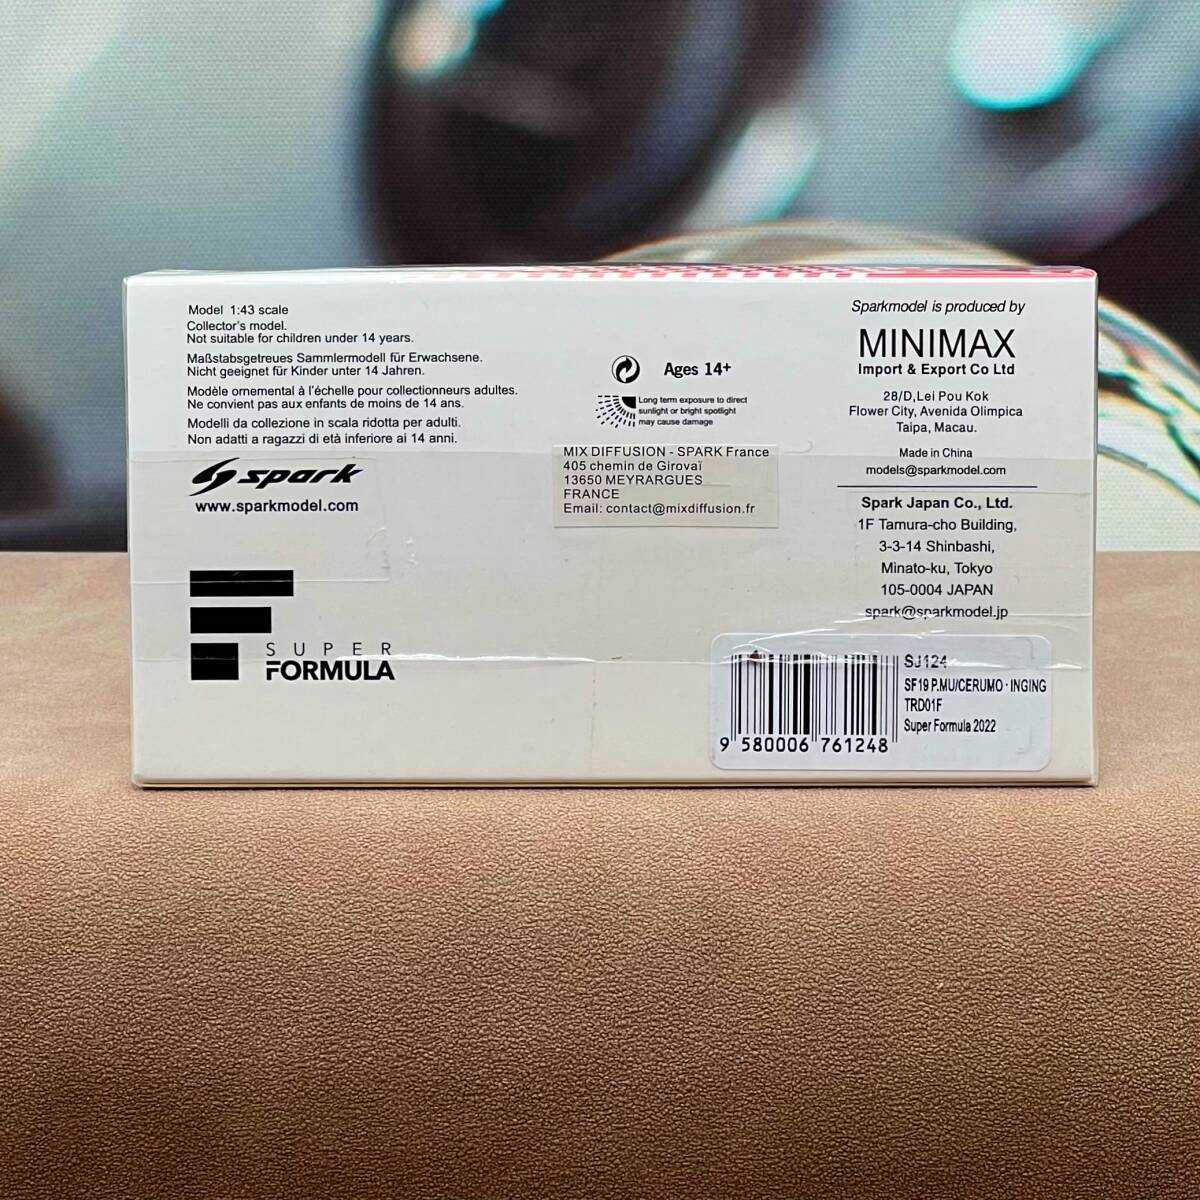 Model 1:43 scale
Collector's model.
Not suitable for children under 14 years.
Maßstabsgetreues Sammlermodell für Erwachsene.
Nicht geeignet für Kinder unter 14 Jahren.
Modèle ornemental à l'échelle pour collectionneurs adultes.
Ne convient pas aux enfants de moins de 14 ans.
Modelli da collezione in scala ridotta per adulti.
Non adatti a ragazzi di età inferiore ai 14 anni.
spark
www.sparkmodel.com
SUPER
FORMULA
Ages 14+
Long term exposure to direct
sunlight or bright spotlight
may cause damage
MIX DIFFUSION - SPARK France
405 chemin de Girovaï
13650 MEYRARGUES
FRANCE
Email: contact@mixdiffusion.fr
Sparkmodel is produced by
MINIMAX
Import & Export Co Ltd
28/D,Lei Pou Kok
Flower City, Avenida Olimpica
Taipa, Macau.
Made in China
models@sparkmodel.com
Spark Japan Co., Ltd.
1F Tamura-cho Building,
3-3-14 Shinbashi,
Minato-ku, Tokyo
105-0004 JAPAN
spark@sparkmodel.jp
SJ124
SF19 P.MU/CERUMO · INGING
TRD01F
Super Formula 2022
9 580006 761248